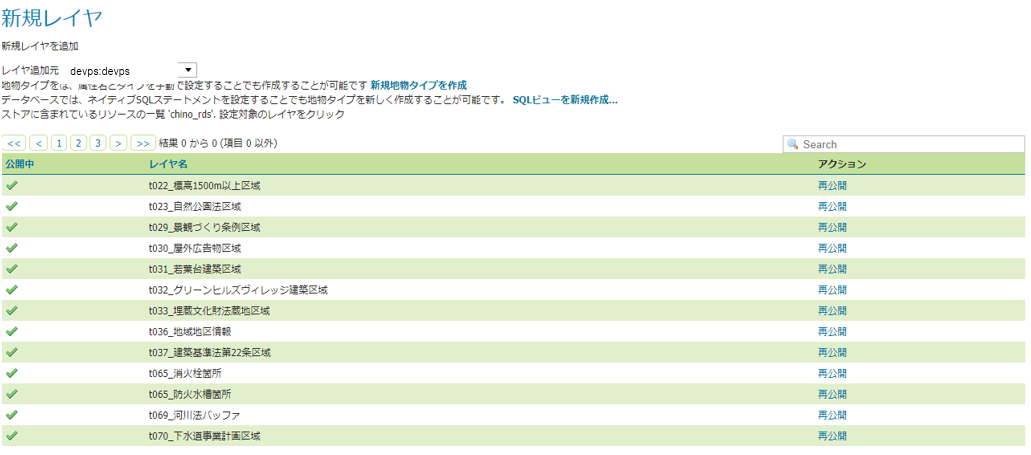 新規レイヤ
新規レイヤを追加
レイヤ追加元 devps:devps
地物タイプをは、属性名とタイプを手動で設定することでも作成することが可能です 新規地物タイプを作成
データベースでは、ネイティブSQLステートメントを設定することでも地物タイプを新しく作成することが可能です。 SQLビューを新規作成...
ストアに含まれているリソースの一覧 'chino_rds'. 設定対象のレイヤをクリック
<< < 1 2 3 > >> 結果 0 から 0 (項目 0 以外) Search
公開中 レイヤ名 アクション
t022_標高1500m以上区域 再公開
t023_自然公園法区域 再公開
t029_景観づくり条例区域 再公開
t030_屋外広告物区域 再公開
t031_若葉台建築区域 再公開
t032_グリーンヒルズヴィレッジ建築区域 再公開
t033_埋蔵文化財法蔵地区域 再公開
t036_地域地区情報 再公開
t037_建築基準法第22条区域 再公開
t065_消火栓箇所 再公開
t065_防火水槽箇所 再公開
t069_河川法バッファ 再公開
t070_下水道事業計画区域 再公開